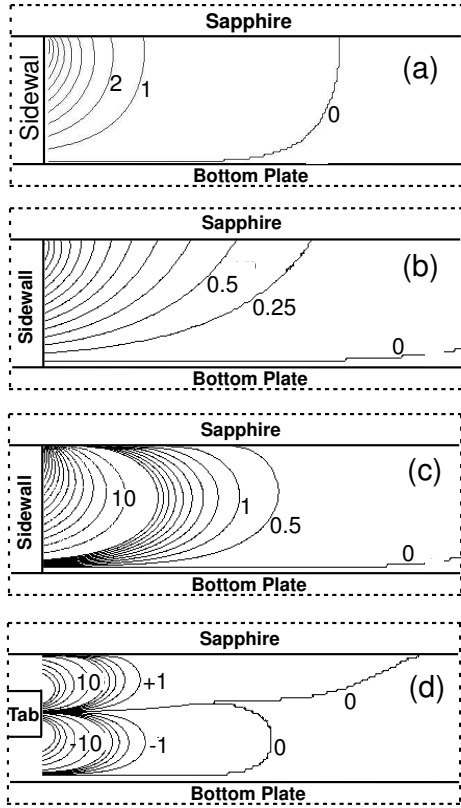 Sapphire
Sidewal
(a)
2
1
0
Bottom Plate
Sapphire
Sidewall
(b)
0.5
0.25
0
Bottom Plate
Sapphire
Sidewall
(c)
10
1
0.5
0
Bottom Plate
Sapphire
10
+1
(d)
0
Tab
-10
-1
0
Bottom Plate